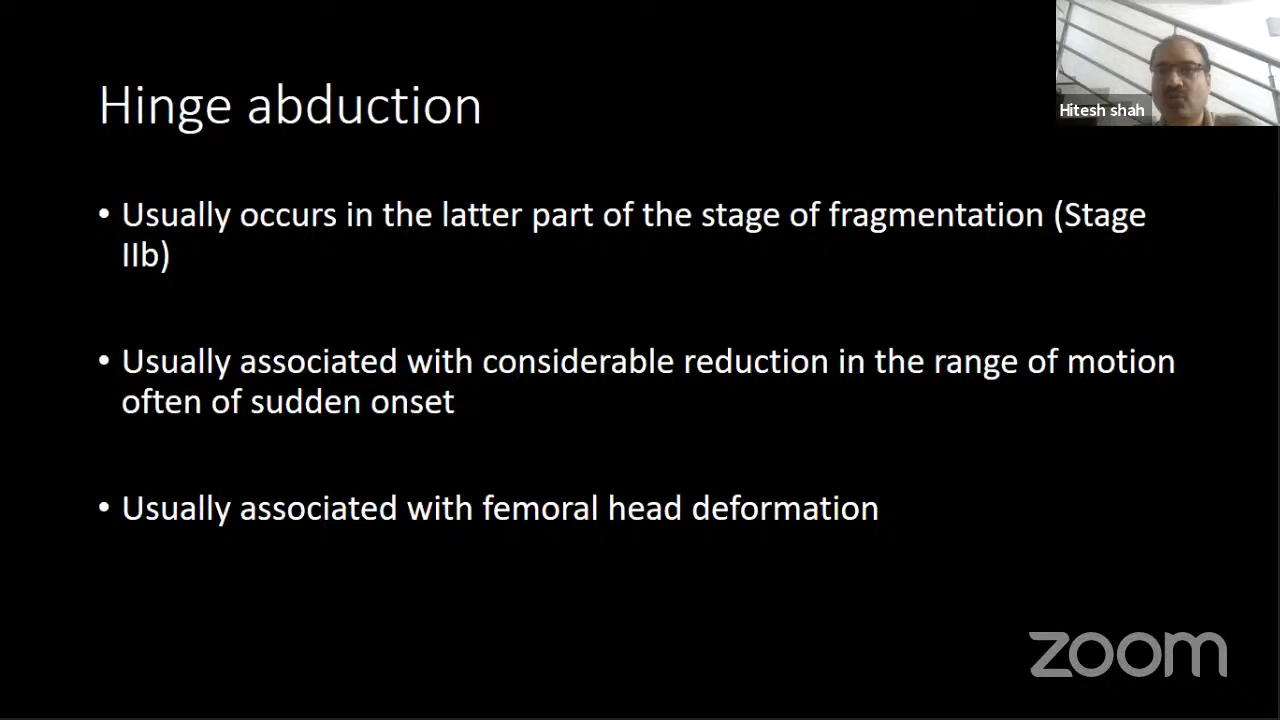 Hinge abduction
Hitesh shah
• Usually occurs in the latter part of the stage of fragmentation (Stage
IIb)
• Usually associated with considerable reduction in the range of motion
often of sudden onset
• Usually associated with femoral head deformation
zoom